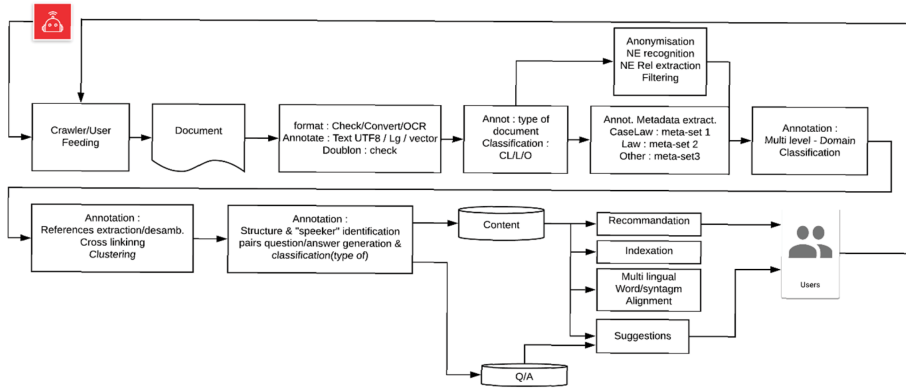 Anonymisation
NE recognition
NE Rel extraction
Filtering
Crawler/User
Feeding
Document
format : Check/Convert/OCR
Annotate : Text UTF8 / Lg / vector
Doublon : check
Annot : type of
document
Classification :
CL/L/O
Annot. Metadata extract.
CaseLaw : meta-set 1
Law : meta-set 2
Other : meta-set3
Annotation :
Multi level - Domain
Classification
Annotation :
References extraction/desamb.
Cross linkinng
Clustering
Annotation :
Structure & "speeker" identification
pairs question/answer generation &
classification(type of)
Content
Recommandation
Indexation
Multi lingual
Word/syntagm
Alignment
Suggestions
Users
Q/A